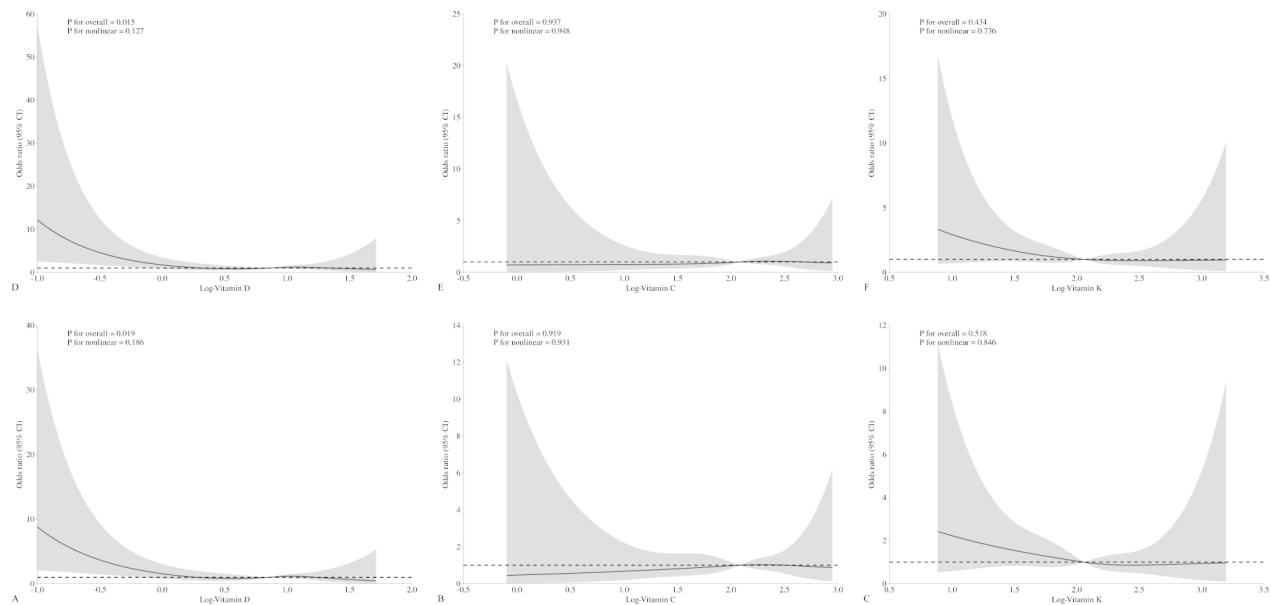 60
50
40
30
20
10
0
P for overall = 0.015
P for nonlinear = 0.127
Odds ratio (95% CI)
-1.0 -0.5 0.0 0.5 1.0 1.5 2.0
Log-Vitamin D
D
25
20
15
10
5
0
P for overall = 0.937
P for nonlinear = 0.948
Odds ratio (95% CI)
-0.5 0.0 0.5 1.0 1.5 2.0 2.5 3.0
Log-Vitamin C
E
20
15
10
5
0
P for overall = 0.434
P for nonlinear = 0.736
Odds ratio (95% CI)
0.5 1.0 1.5 2.0 2.5 3.0 3.5
Log-Vitamin K
F
40
30
20
10
0
P for overall = 0.019
P for nonlinear = 0.186
Odds ratio (95% CI)
-1.0 -0.5 0.0 0.5 1.0 1.5 2.0
Log-Vitamin D
A
14
12
10
8
6
4
2
0
P for overall = 0.919
P for nonlinear = 0.931
Odds ratio (95% CI)
-0.5 0.0 0.5 1.0 1.5 2.0 2.5 3.0
Log-Vitamin C
B
12
10
8
6
4
2
0
P for overall = 0.518
P for nonlinear = 0.846
Odds ratio (95% CI)
0.5 1.0 1.5 2.0 2.5 3.0 3.5
Log-Vitamin K
C